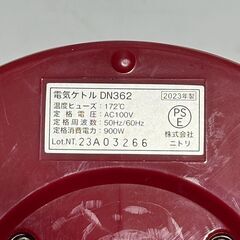 電気ケトル DN362
2023年製
温度ヒューズ：172℃
定格電圧：AC100V
定格周波数：50Hz/60Hz
定格消費電力：900W
PS
E
株式会社
ニトリ
Lot.NT.23A03266